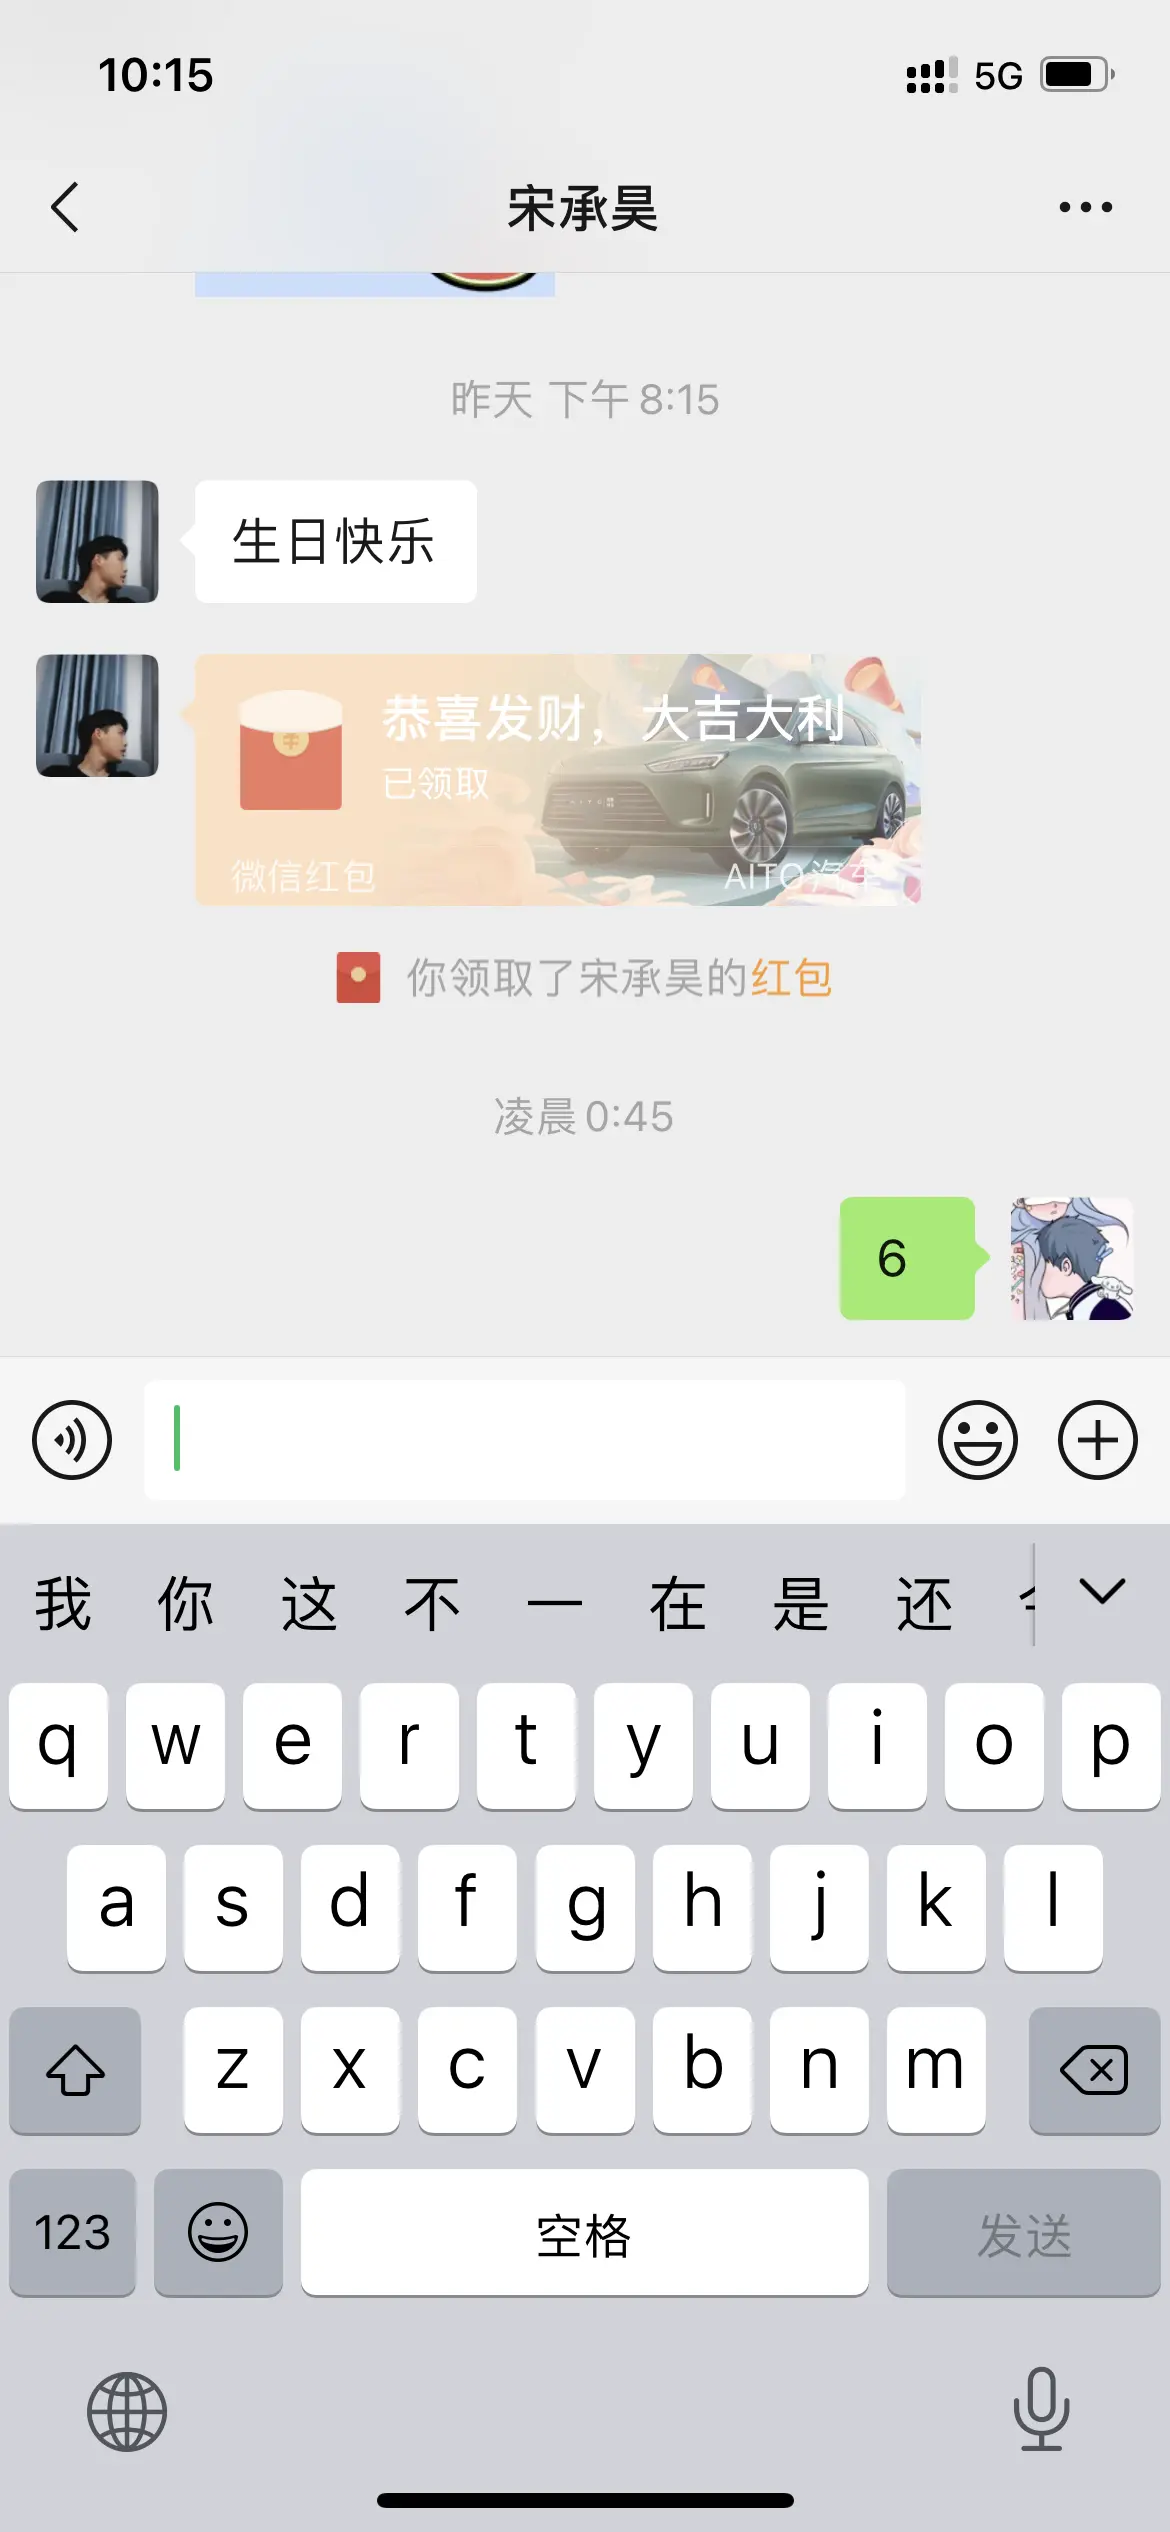 10:15
5G
宋承昊
昨天 下午 8:15
生日快乐
恭喜发财，大吉大利
已领取
微信红包
AITO汽车
你领取了宋承昊的红包
凌晨 0:45
6
我 你 这 不 一 在 是 还
q w e r t y u i o p
a s d f g h j k l
z x c v b n m
123
空格
发送